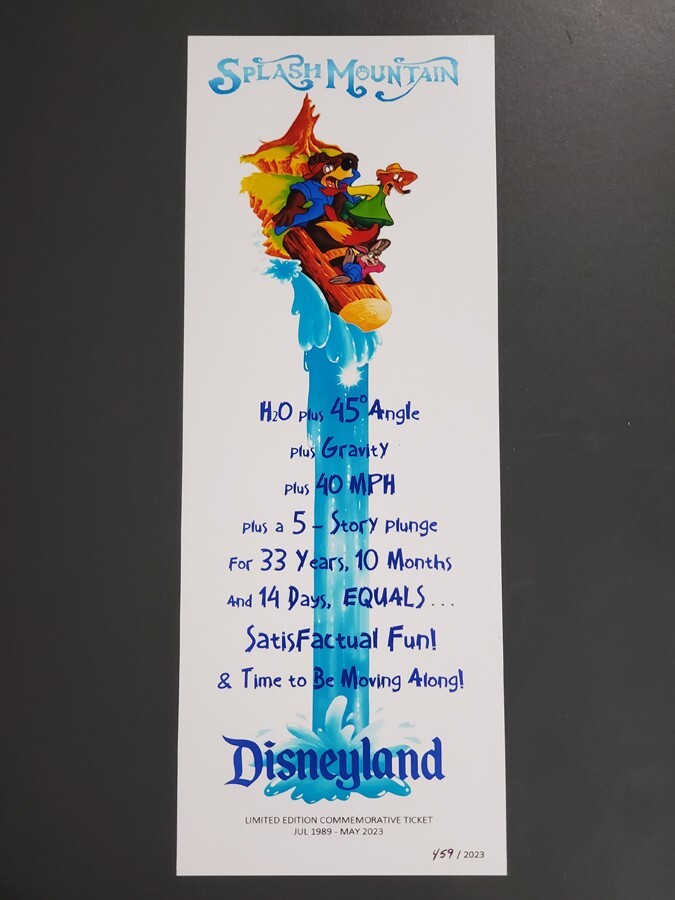 Splash Mountain
H₂O plus 45° Angle
plus Gravity
plus 40 MPH
plus a 5 - Story plunge
For 33 Years, 10 Months
And 14 Days, EQUALS...
SatisFactual Fun!
& Time to Be Moving Along!
Disneyland
LIMITED EDITION COMMEMORATIVE TICKET
JUL 1989 - MAY 2023
459 / 2023